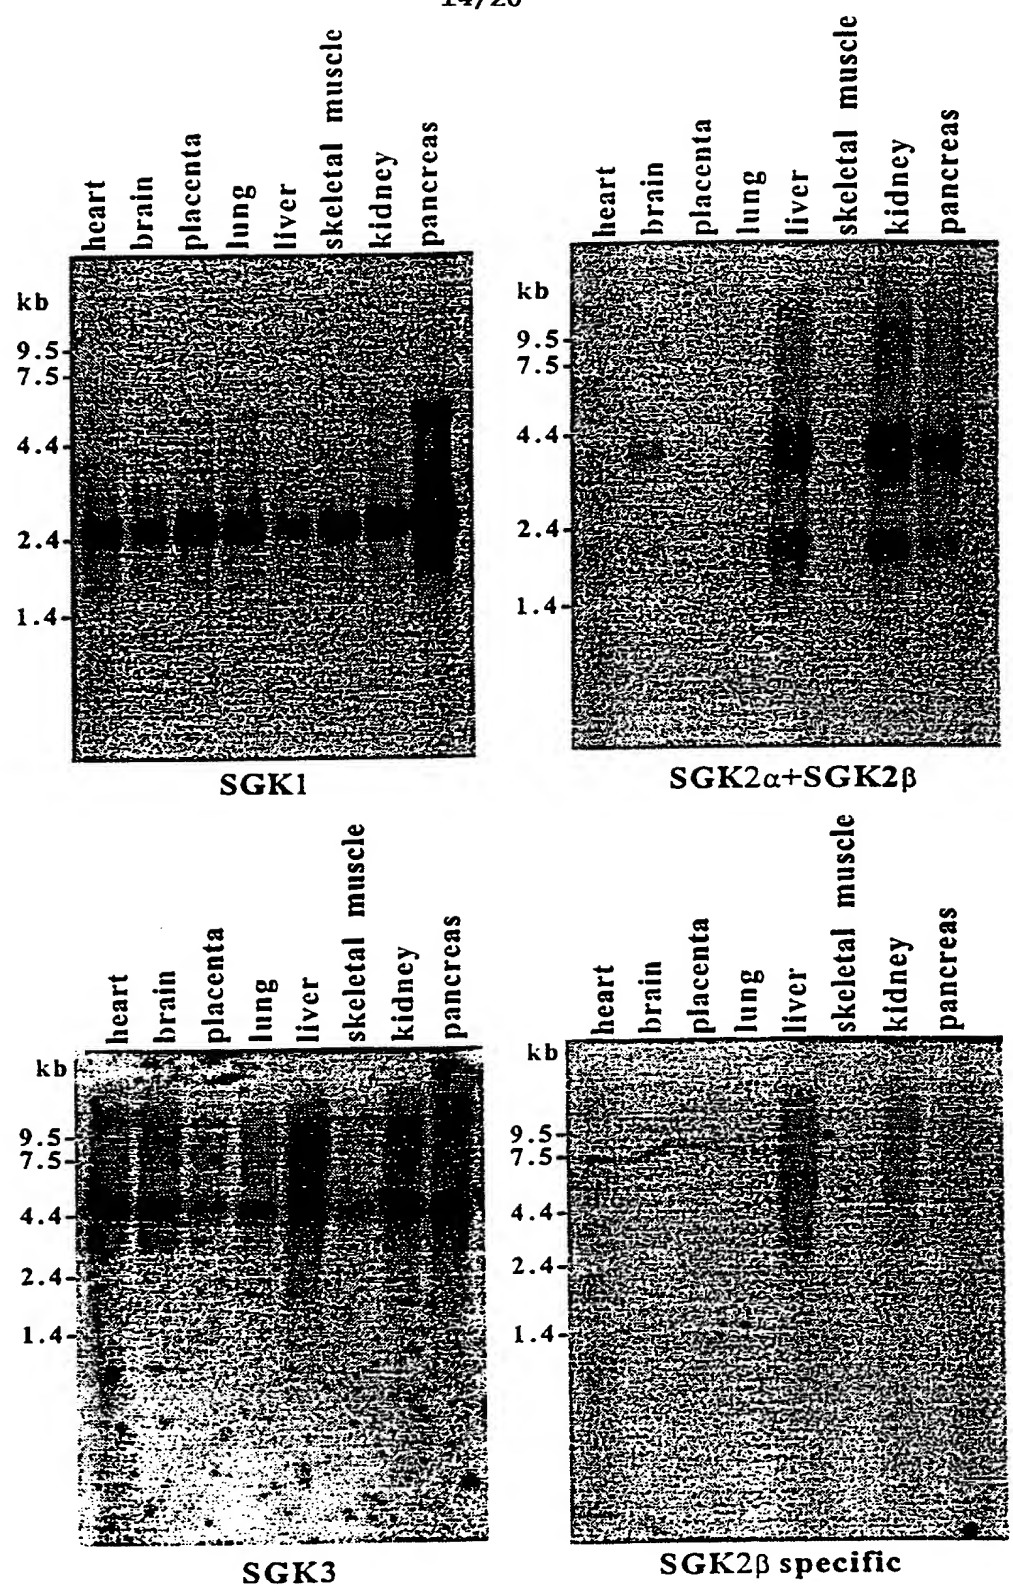 heart
brain
placenta
lung
liver
skeletal muscle
kidney
pancreas
kb
9.5
7.5
4.4
2.4
1.4
SGK1
heart
brain
placenta
lung
liver
skeletal muscle
kidney
pancreas
kb
9.5
7.5
4.4
2.4
1.4
SGK2α+SGK2β
heart
brain
placenta
lung
liver
skeletal muscle
kidney
pancreas
kb
9.5
7.5
4.4
2.4
1.4
SGK3
heart
brain
placenta
lung
liver
skeletal muscle
kidney
pancreas
kb
9.5
7.5
4.4
2.4
1.4
SGK2β specific